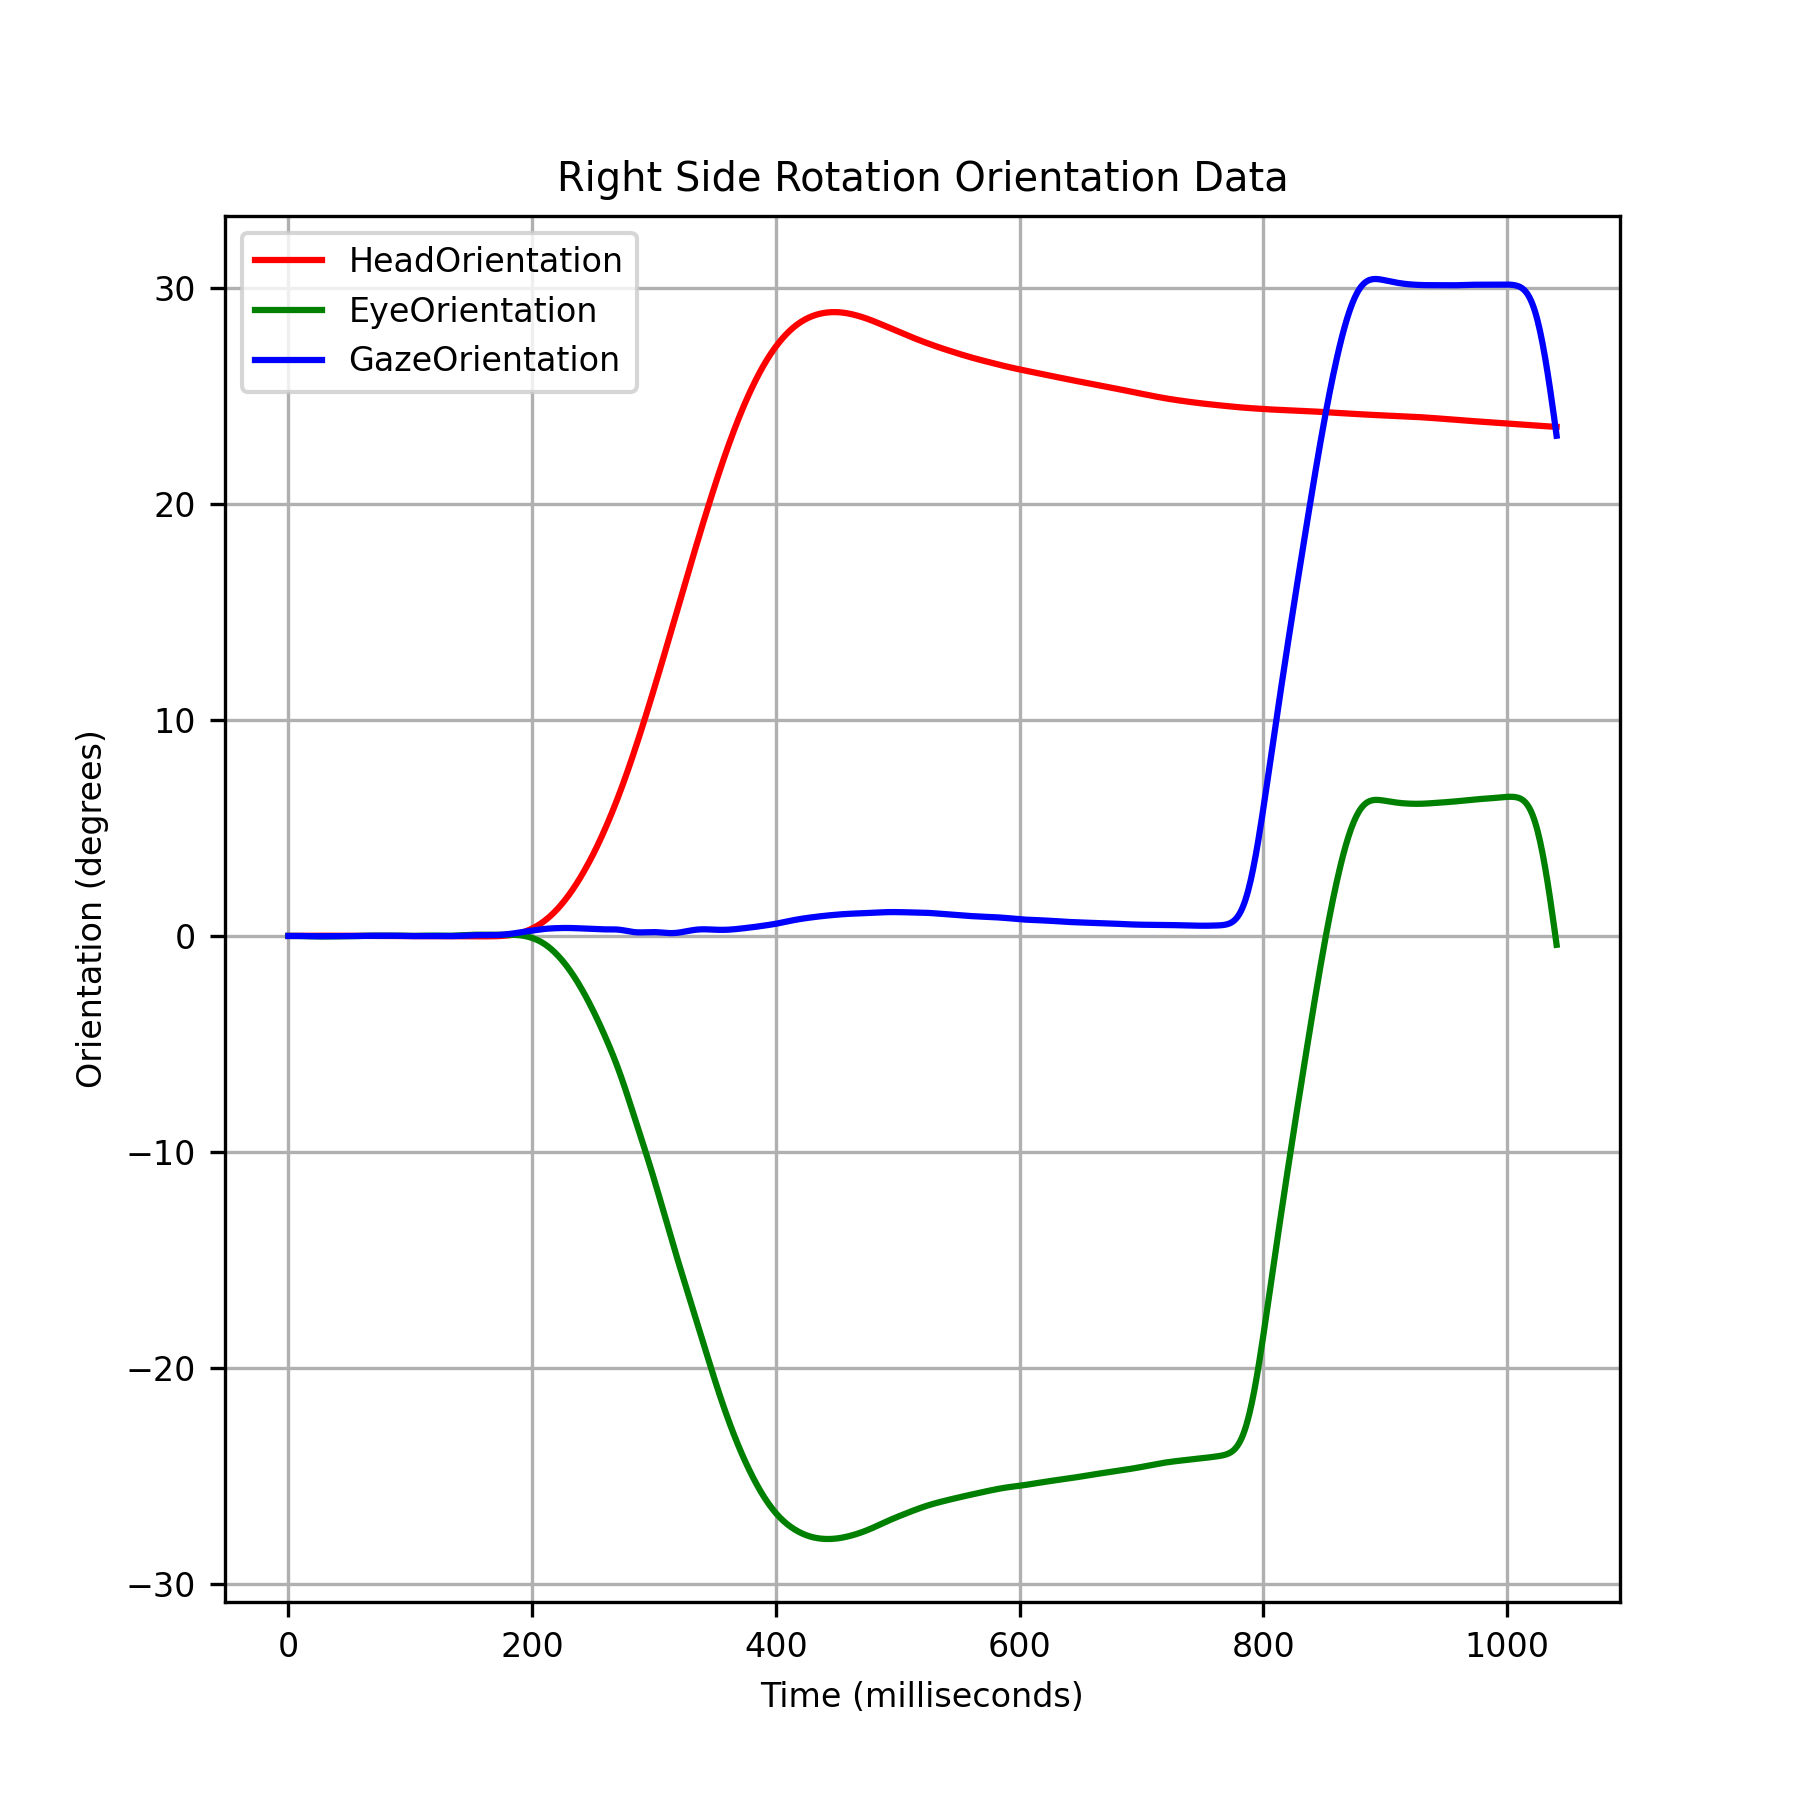 Right Side Rotation Orientation Data
HeadOrientation
EyeOrientation
GazeOrientation
30
20
10
0
−10
−20
−30
Orientation (degrees)
0 200 400 600 800 1000
Time (milliseconds)